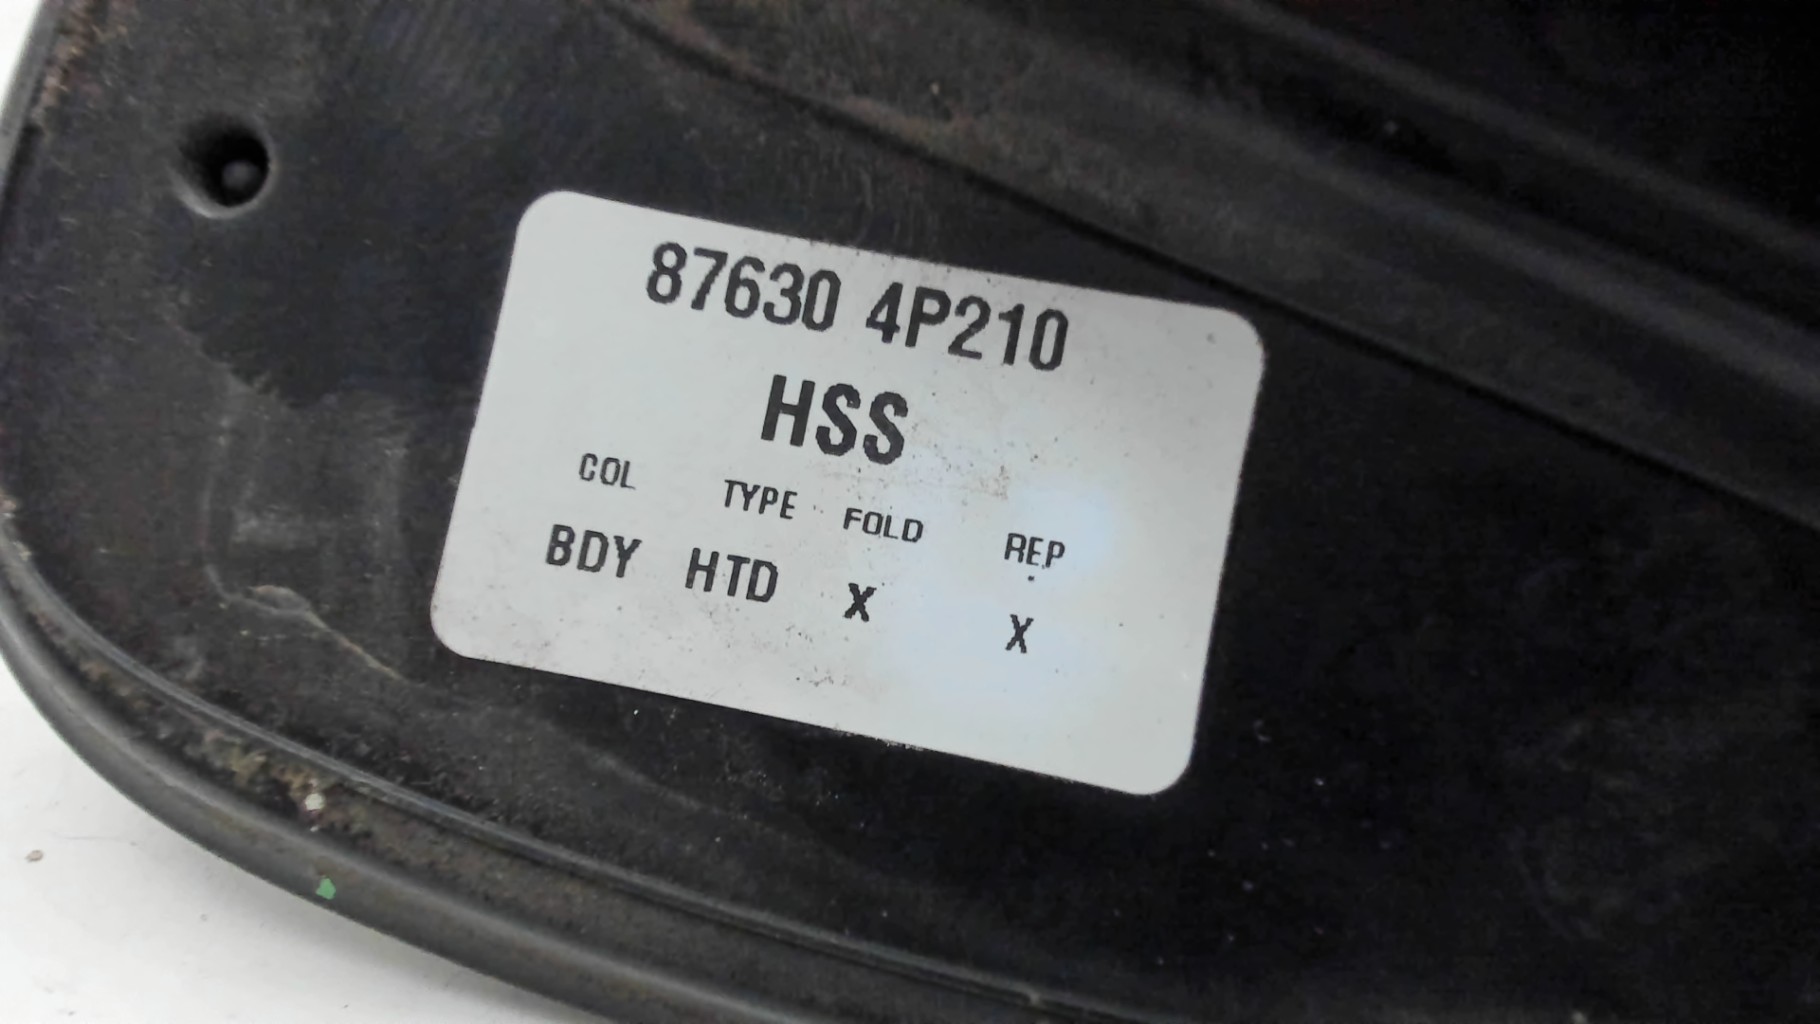 87630 4P210
HSS
COL TYPE FOLD REP
BDY HTD X X